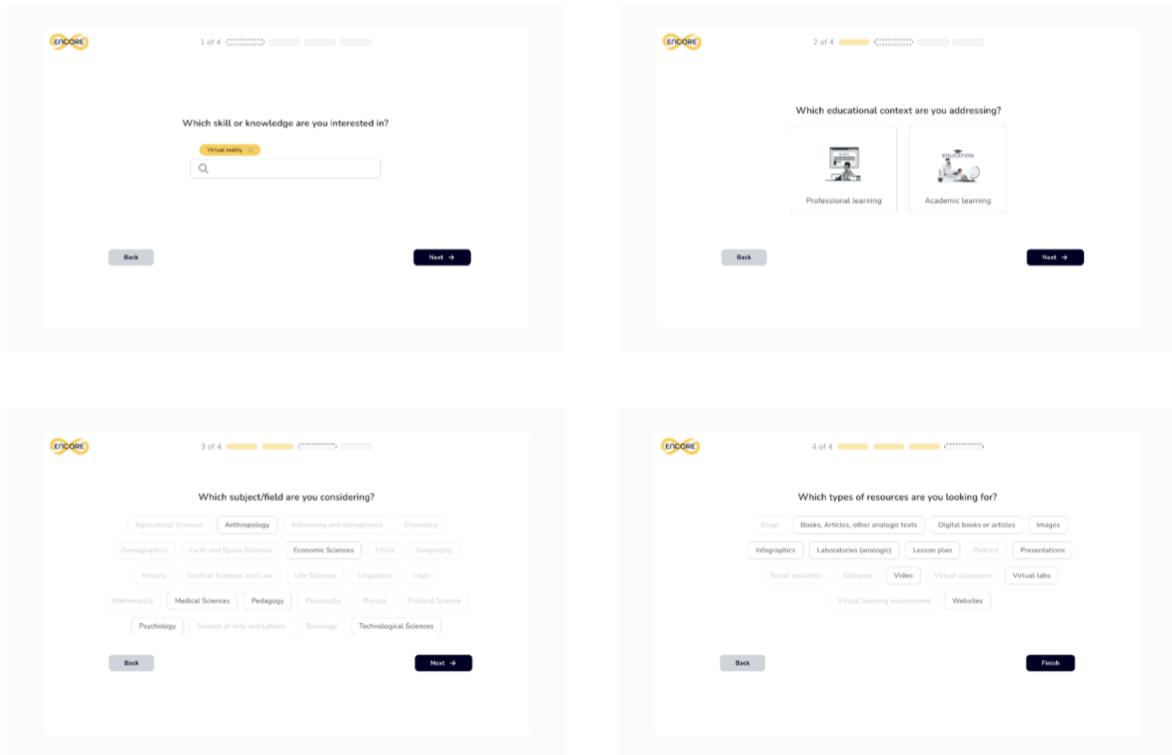 ENCORE
1 of 4
Which skill or knowledge are you interested in?
Virtual reality ×
Back
Next →
ENCORE
2 of 4
Which educational context are you addressing?
EDUCATION
Professional learning
Academic learning
Back
Next →
ENCORE
3 of 4
Which subject/field are you considering?
Agricultural Sciences Anthropology Astronomy and astrophysics Chemistry
Demographics Earth and Space Sciences Economic Sciences Ethics Geography
History Juridical Sciences and Law Life Sciences Linguistics Logic
Mathematics Medical Sciences Pedagogy Philosophy Physics Political Science
Psychology Science of Arts and Letters Sociology Technological Sciences
Back
Next →
ENCORE
4 of 4
Which types of resources are you looking for?
Blogs Books, Articles, other analogic texts Digital books or articles Images
Infographics Laboratories (analogic) Lesson plan Podcast Presentations
Social networks Software Video Virtual classroom Virtual labs
Virtual learning environment Websites
Back
Finish